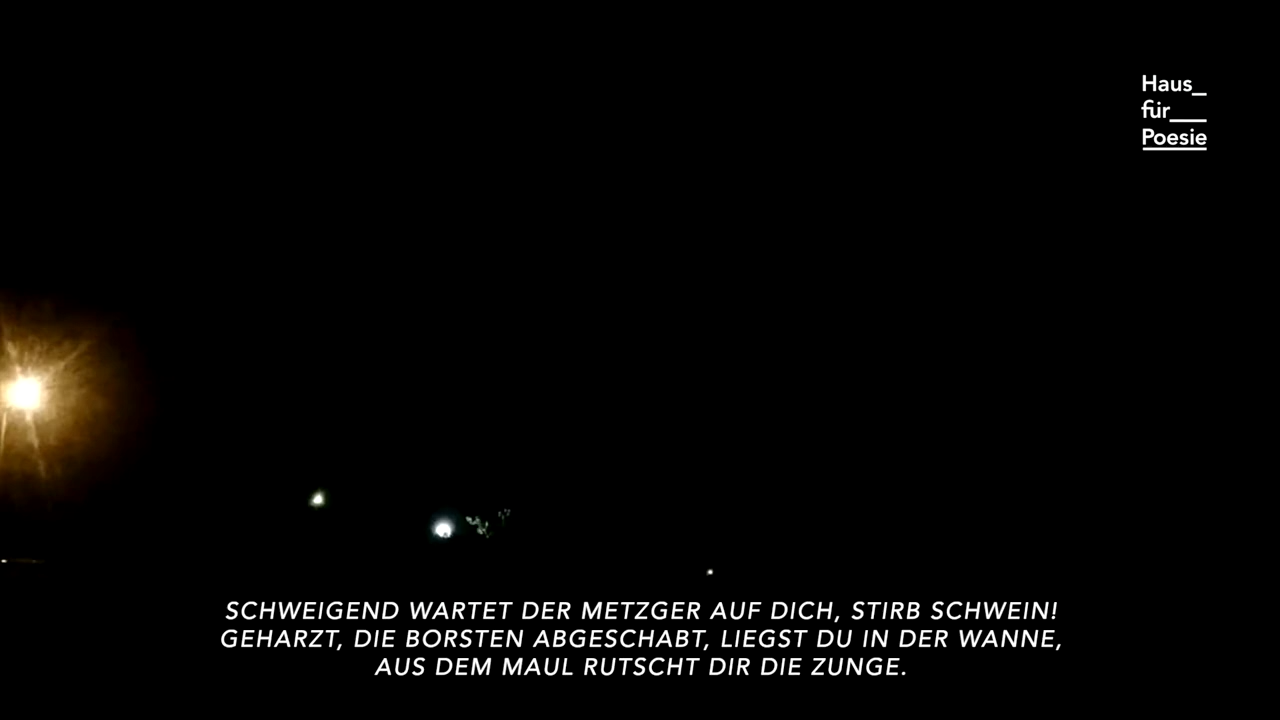 Haus_
für___
Poesie
SCHWEIGEND WARTET DER METZGER AUF DICH, STIRB SCHWEIN!
GEHARZT, DIE BORSTEN ABGESCHABT, LIEGST DU IN DER WANNE,
AUS DEM MAUL RUTSCHT DIR DIE ZUNGE.